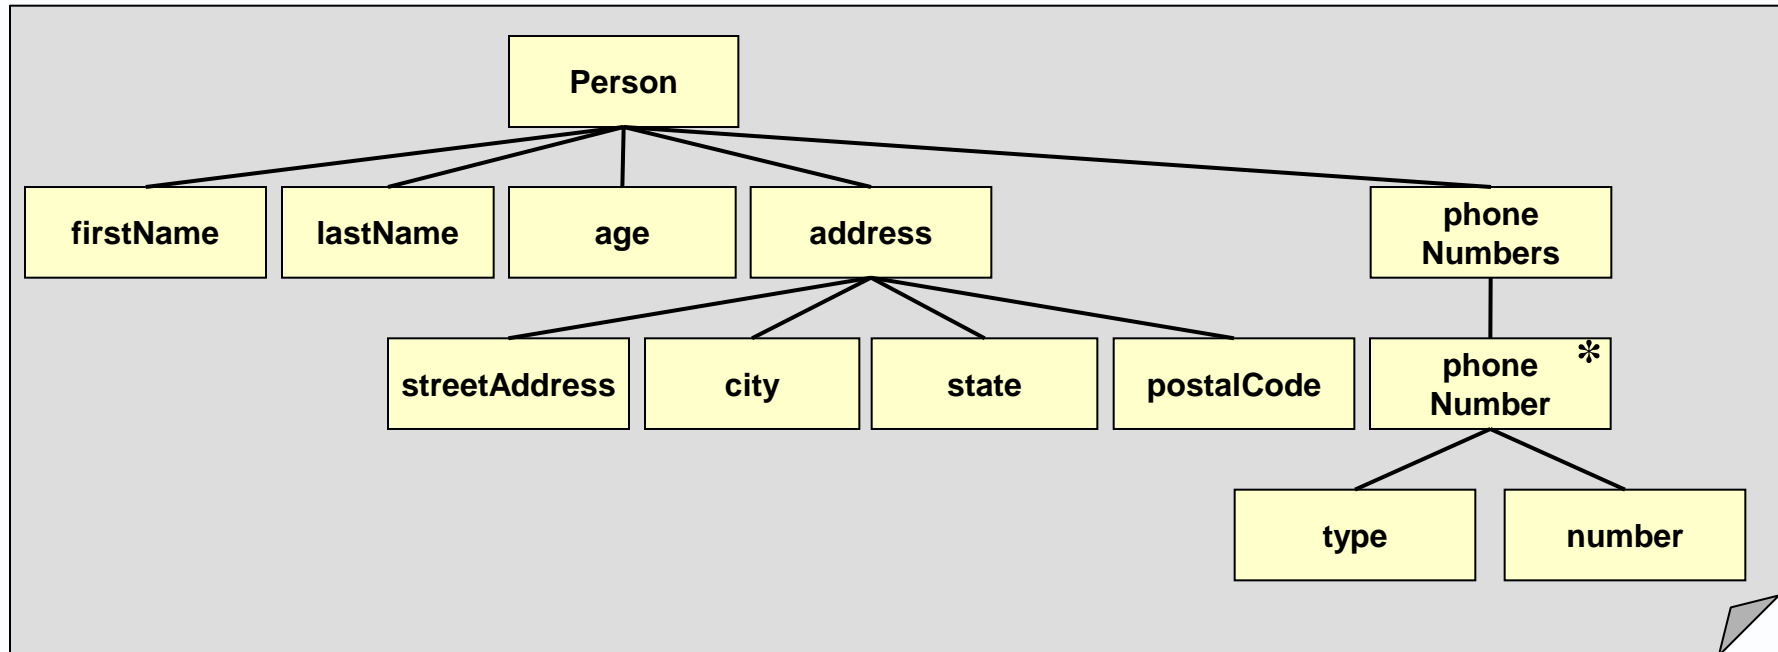 Person
firstName
lastName
age
address
phone
Numbers
streetAddress
city
state
postalCode
phone
Number
*
type
number